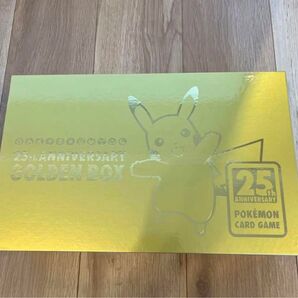 25th ANNIVERSARY
GOLDEN BOX
25th
ANNIVERSARY
POKÉMON
CARD GAME